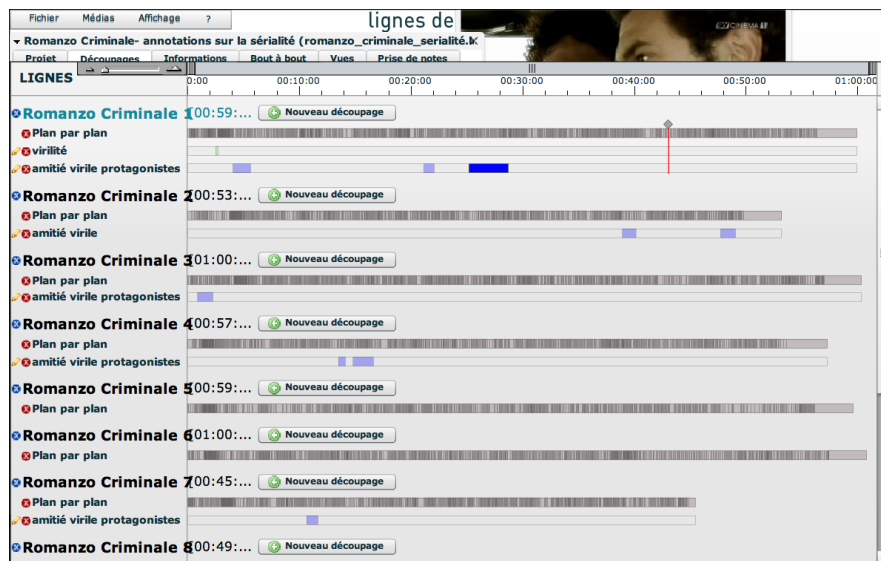 Fichier Médias Affichage ?
lignes de
CINEMA
Romanzo Criminale- annotations sur la sérialité (romanzo_criminale_serialité.
Projet Découpages Informations Bout à bout Vues Prise de notes
LIGNES
0:00 00:10:00 00:20:00 00:30:00 00:40:00 00:50:00 01:00:00
Romanzo Criminale 1 [00:59:... Nouveau découpage
Plan par plan
virilité
amitié virile protagonistes
Romanzo Criminale 2 [00:53:... Nouveau découpage
Plan par plan
amitié virile
Romanzo Criminale 3 [01:00:... Nouveau découpage
Plan par plan
amitié virile protagonistes
Romanzo Criminale 4 [00:57:... Nouveau découpage
Plan par plan
amitié virile protagonistes
Romanzo Criminale 5 [00:59:... Nouveau découpage
Plan par plan
Romanzo Criminale 6 [01:00:... Nouveau découpage
Plan par plan
Romanzo Criminale 7 [00:45:... Nouveau découpage
Plan par plan
amitié virile protagonistes
Romanzo Criminale 8 [00:49:... Nouveau découpage